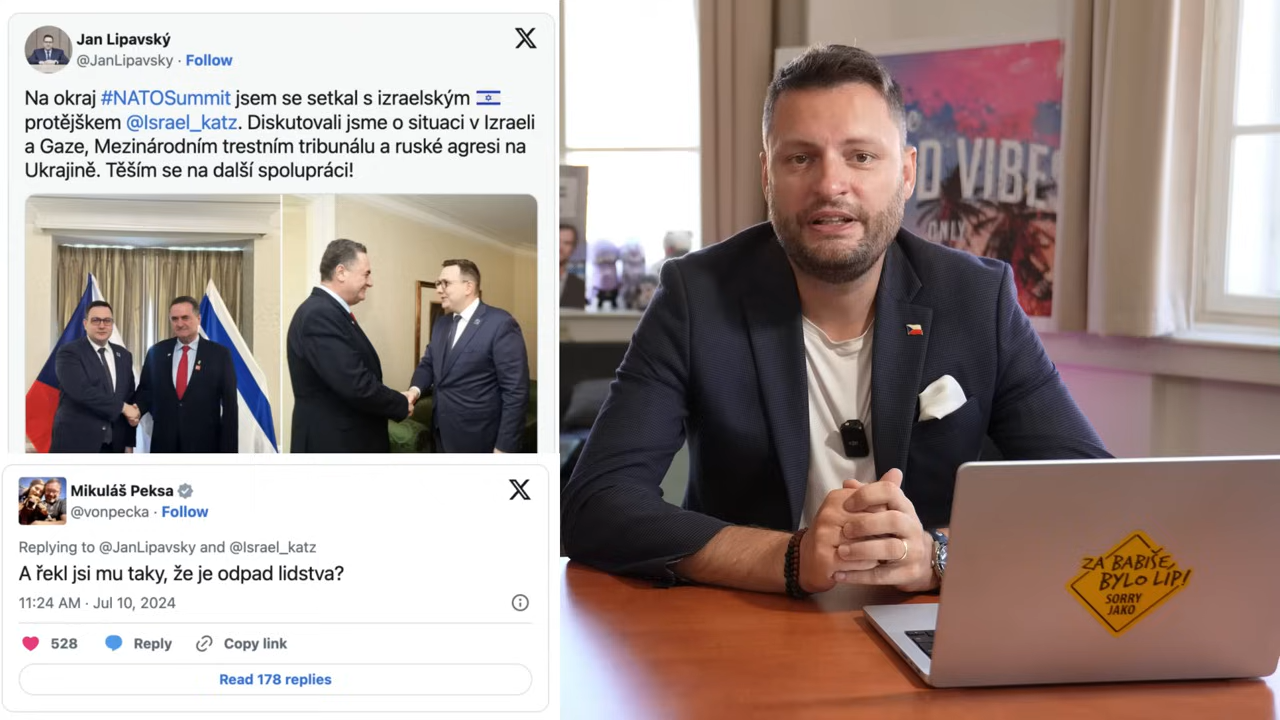 Jan Lipavský
@JanLipavsky · Follow
Na okraj #NATOSummit jsem se setkal s izraelským 🇮🇱
protějškem @Israel_katz. Diskutovali jsme o situaci v Izraeli
a Gaze, Mezinárodním trestním tribunálu a ruské agresi na
Ukrajině. Těším se na další spolupráci!
Mikuláš Peksa
@vonpecka · Follow
Replying to @JanLipavsky and @Israel_katz
A řekl jsi mu taky, že je odpad lidstva?
11:24 AM · Jul 10, 2024
528 Reply Copy link
Read 178 replies
VIBES
ONLY
ZA BABIŠE,
BYLO LIP!
SORRY
JAKO